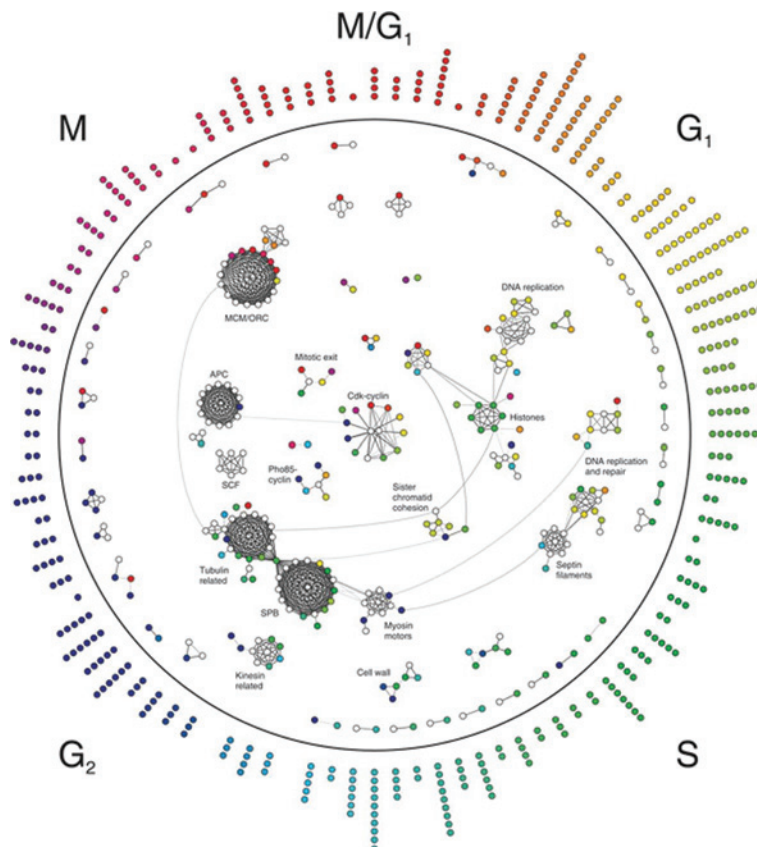 M/G₁
M
G₁
DNA replication
MCM/ORC
Mitotic exit
APC
Cdk-cyclin
Histones
SCF
Pho85-
cyclin
Sister
chromatid
cohesion
DNA replication
and repair
Tubulin
related
Septin
filaments
SPB
Myosin
motors
Kinesin
related
Cell wall
G₂
S